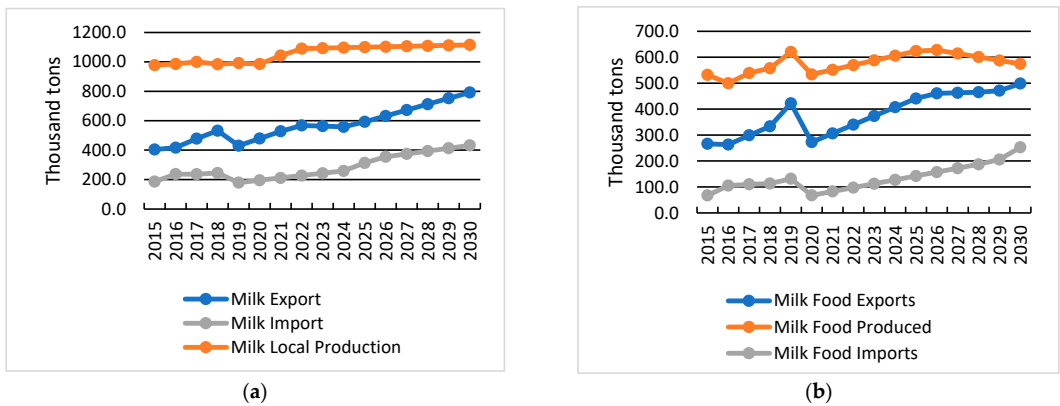 1200.0
1000.0
800.0
600.0
400.0
200.0
0.0
Thousand tons
2015 2016 2017 2018 2019 2020 2021 2022 2023 2024 2025 2026 2027 2028 2029 2030
Milk Export
Milk Import
Milk Local Production
(a)
700.0
600.0
500.0
400.0
300.0
200.0
100.0
0.0
Thousand tons
2015 2016 2017 2018 2019 2020 2021 2022 2023 2024 2025 2026 2027 2028 2029 2030
Milk Food Exports
Milk Food Produced
Milk Food Imports
(b)